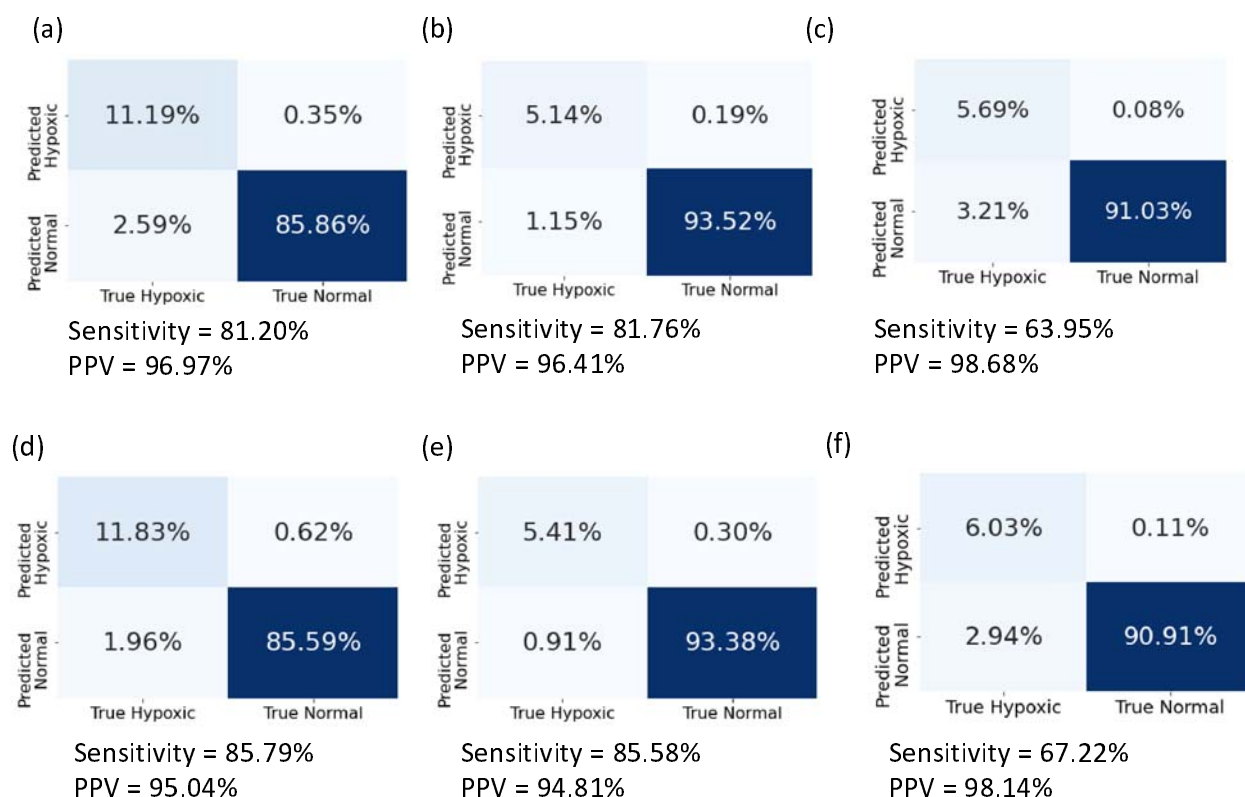 (a)
Predicted
Hypoxic
11.19%
0.35%
Predicted
Normal
2.59%
85.86%
True Hypoxic
True Normal
Sensitivity = 81.20%
PPV = 96.97%
(b)
Predicted
Hypoxic
5.14%
0.19%
Predicted
Normal
1.15%
93.52%
True Hypoxic
True Normal
Sensitivity = 81.76%
PPV = 96.41%
(c)
Predicted
Hypoxic
5.69%
0.08%
Predicted
Normal
3.21%
91.03%
True Hypoxic
True Normal
Sensitivity = 63.95%
PPV = 98.68%
(d)
Predicted
Hypoxic
11.83%
0.62%
Predicted
Normal
1.96%
85.59%
True Hypoxic
True Normal
Sensitivity = 85.79%
PPV = 95.04%
(e)
Predicted
Hypoxic
5.41%
0.30%
Predicted
Normal
0.91%
93.38%
True Hypoxic
True Normal
Sensitivity = 85.58%
PPV = 94.81%
(f)
Predicted
Hypoxic
6.03%
0.11%
Predicted
Normal
2.94%
90.91%
True Hypoxic
True Normal
Sensitivity = 67.22%
PPV = 98.14%